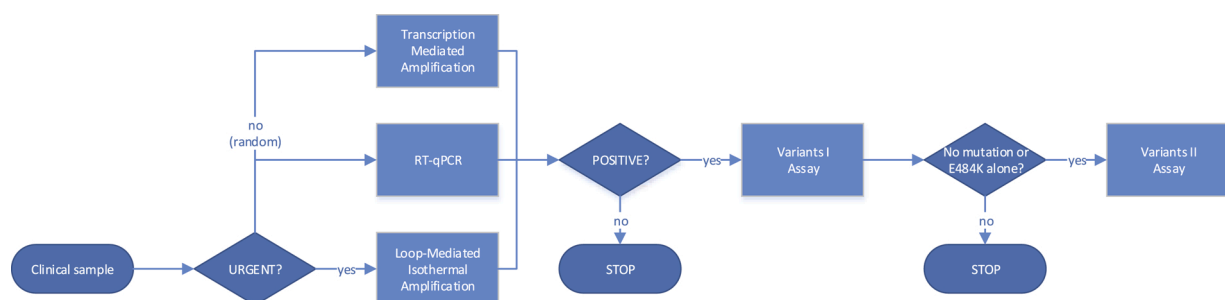 Clinical sample
URGENT?
no
(random)
yes
Transcription
Mediated
Amplification
RT-qPCR
Loop-Mediated
Isothermal
Amplification
POSITIVE?
yes
no
STOP
Variants I
Assay
No mutation or
E484K alone?
yes
no
STOP
Variants II
Assay